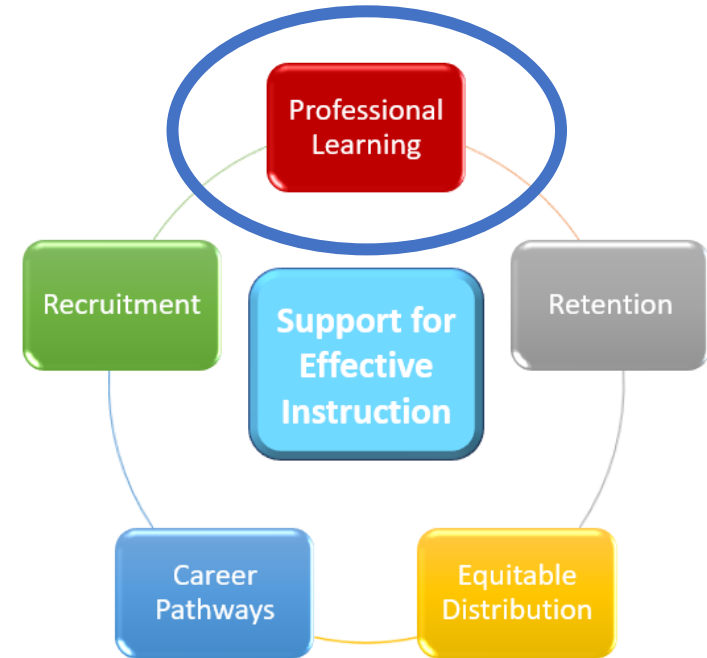 Professional
Learning
Recruitment
Retention
Support for
Effective
Instruction
Career
Pathways
Equitable
Distribution